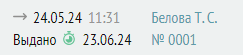 → 24.05.24 11:31 Белова Т. С.
Выдано 23.06.24 № 0001